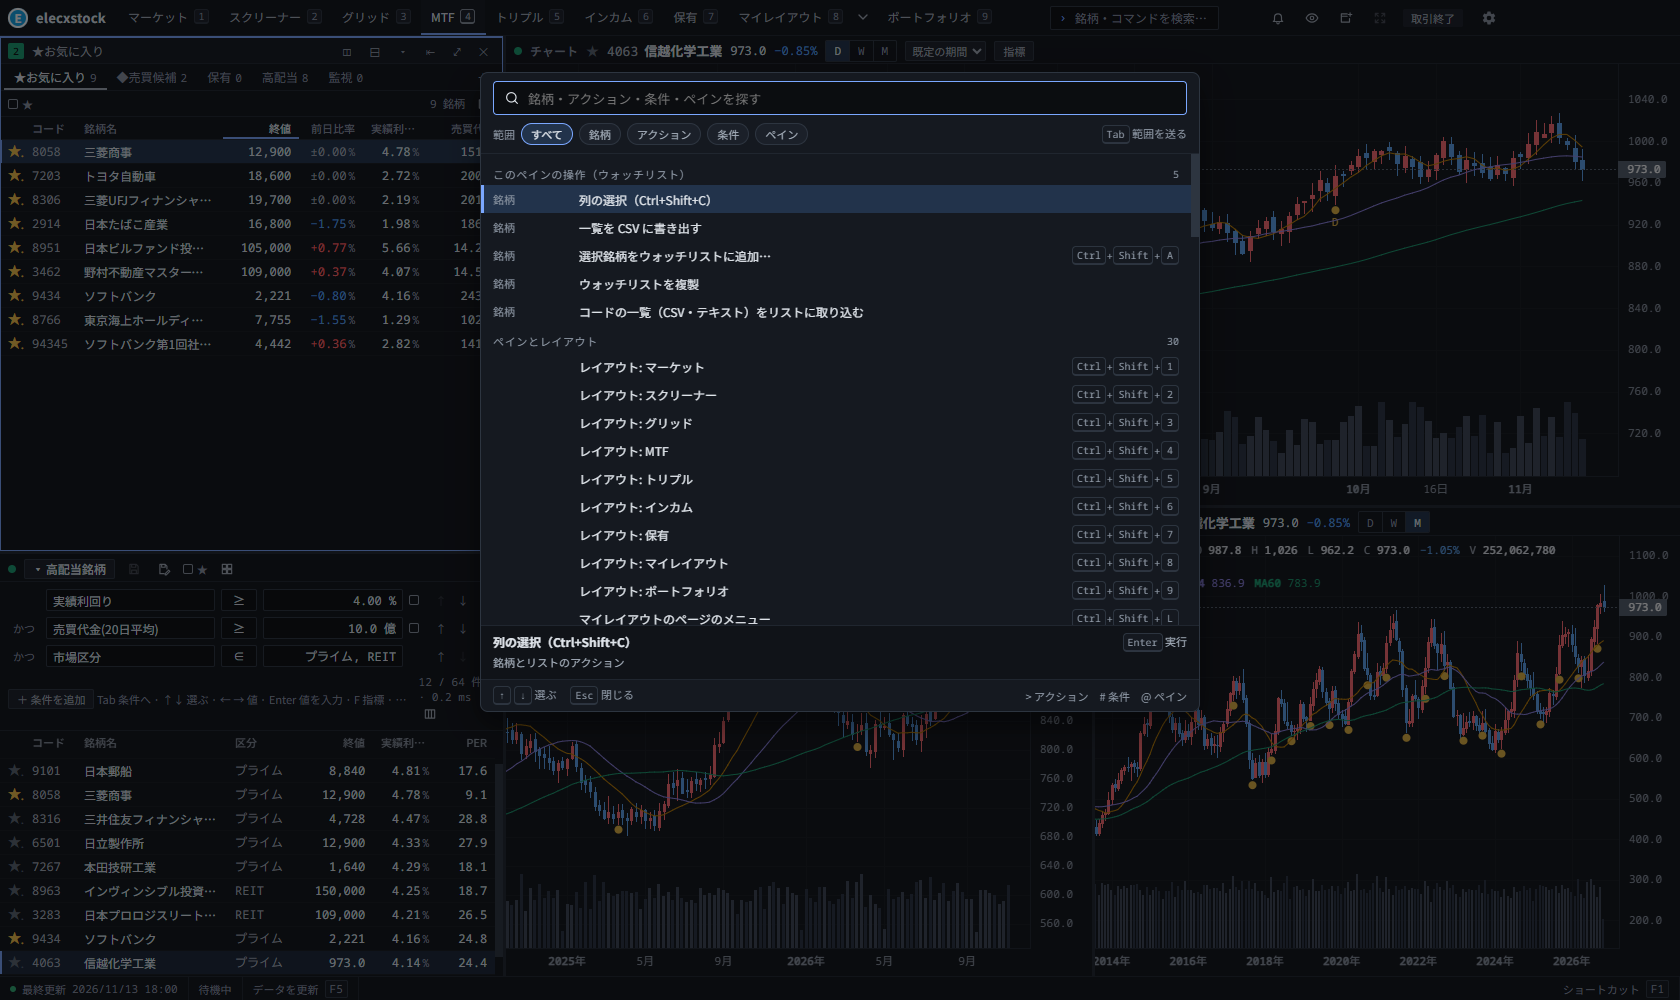 elecxstock マーケット 1 スクリーナー 2 グリッド 3 MTF 4 トリプル 5 インカム 6 保有 7 マイレイアウト 8 ポートフォリオ 9 › 銘柄・コマンドを検索… 取引終了
2 ★お気に入り
★お気に入り 9 ◆売買候補 2 保有 0 高配当 8 監視 0
9 銘柄
コード 銘柄名 終値 前日比率 実績利… 売買代
8058 三菱商事 12,900 ±0.00% 4.78% 151
7203 トヨタ自動車 18,600 ±0.00% 2.72% 200
8306 三菱UFJフィナンシャ… 19,700 ±0.00% 2.19% 201
2914 日本たばこ産業 16,800 −1.75% 1.98% 186
8951 日本ビルファンド投… 105,000 +0.77% 5.66% 14.2
3462 野村不動産マスター… 109,000 +0.37% 4.07% 14.5
9434 ソフトバンク 2,221 −0.80% 4.16% 243
8766 東京海上ホールディ… 7,755 −1.55% 1.29% 102
94345 ソフトバンク第1回社… 4,442 +0.36% 2.82% 141
チャート ★ 4063 信越化学工業 973.0 −0.85% D W M 既定の期間 指標
1040.0
1000.0
973.0
960.0
920.0
880.0
840.0
800.0
760.0
720.0
D
9月 10月 16日 11月
銘柄・アクション・条件・ペインを探す
範囲 すべて 銘柄 アクション 条件 ペイン Tab 範囲を送る
このペインの操作（ウォッチリスト） 5
銘柄 列の選択（Ctrl+Shift+C）
銘柄 一覧を CSV に書き出す
銘柄 選択銘柄をウォッチリストに追加… Ctrl + Shift + A
銘柄 ウォッチリストを複製
銘柄 コードの一覧（CSV・テキスト）をリストに取り込む
ペインとレイアウト 30
レイアウト: マーケット Ctrl + Shift + 1
レイアウト: スクリーナー Ctrl + Shift + 2
レイアウト: グリッド Ctrl + Shift + 3
レイアウト: MTF Ctrl + Shift + 4
レイアウト: トリプル Ctrl + Shift + 5
レイアウト: インカム Ctrl + Shift + 6
レイアウト: 保有 Ctrl + Shift + 7
レイアウト: マイレイアウト Ctrl + Shift + 8
レイアウト: ポートフォリオ Ctrl + Shift + 9
マイレイアウトのページのメニュー Ctrl + Shift + L
列の選択（Ctrl+Shift+C） Enter 実行
銘柄とリストのアクション
↑ ↓ 選ぶ Esc 閉じる > アクション # 条件 @ ペイン
高配当銘柄
実績利回り ≥ 4.00 % ↑ ↓
かつ 売買代金(20日平均) ≥ 10.0 億 ↑ ↓
かつ 市場区分 ∈ プライム, REIT ↑ ↓
＋ 条件を追加 Tab 条件へ · ↑↓ 選ぶ · ←→ 値 · Enter 値を入力 · F 指標 · …
12 / 64 件
· 0.2 ms
コード 銘柄名 区分 終値 実績利… PER
9101 日本郵船 プライム 8,840 4.81% 17.6
8058 三菱商事 プライム 12,900 4.78% 9.1
8316 三井住友フィナンシャ… プライム 4,728 4.47% 28.8
6501 日立製作所 プライム 12,900 4.33% 27.9
7267 本田技研工業 プライム 1,640 4.29% 18.1
8963 インヴィンシブル投資… REIT 150,000 4.25% 18.7
3283 日本プロロジスリート… REIT 109,000 4.21% 26.5
9434 ソフトバンク プライム 2,221 4.16% 24.8
4063 信越化学工業 プライム 973.0 4.14% 24.4
840.0
800.0
760.0
720.0
680.0
640.0
600.0
560.0
2025年 5月 9月 2026年 5月 9月
化学工業 973.0 −0.85% D W M
987.8 H 1,026 L 962.2 C 973.0 −1.05% V 252,062,780
4 836.9 MA60 783.9
1100.0
1000.0
973.0
900.0
800.0
700.0
600.0
500.0
400.0
300.0
200.0
2014年 2016年 2018年 2020年 2022年 2024年 2026年
最終更新 2026/11/13 18:00 待機中 データを更新 F5 ショートカット F1